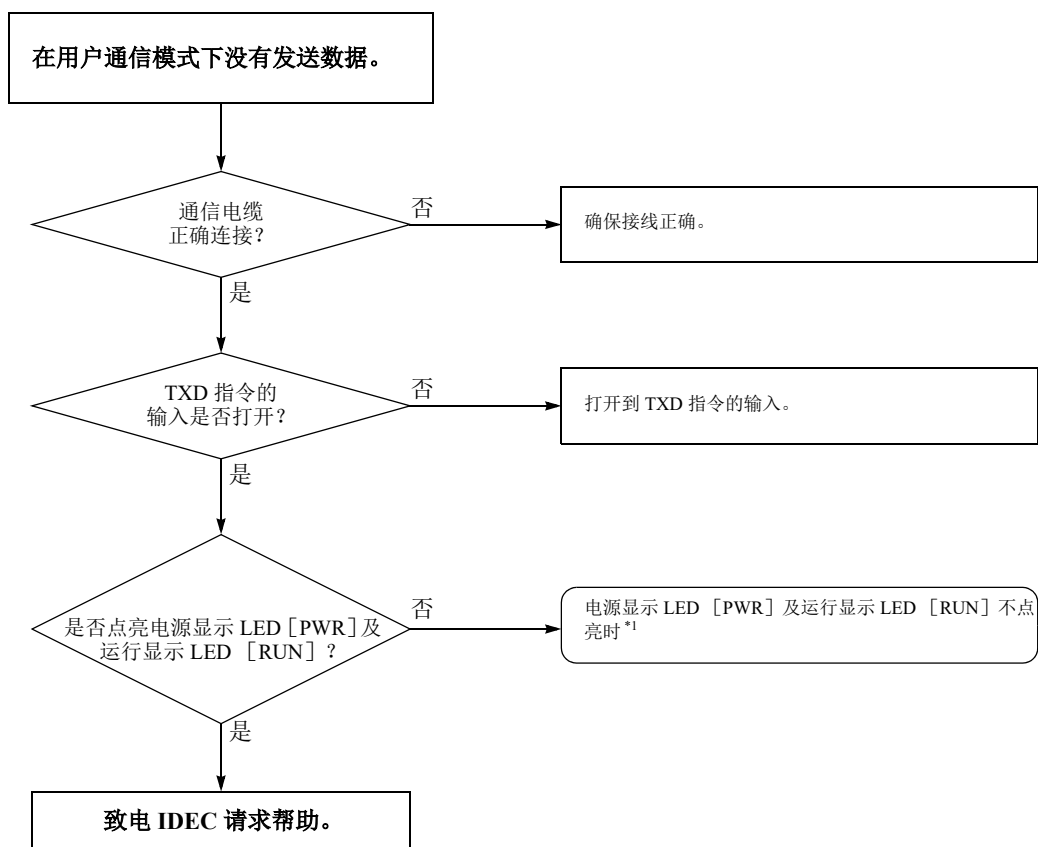 在用户通信模式下没有发送数据。
通信电缆
正确连接？
否
确保接线正确。
是
TXD 指令的
输入是否打开？
否
打开到 TXD 指令的输入。
是
是否点亮电源显示 LED［PWR］及
运行显示 LED ［RUN］？
否
电源显示 LED ［PWR］及运行显示 LED ［RUN］不点
亮时 *1
是
致电 IDEC 请求帮助。